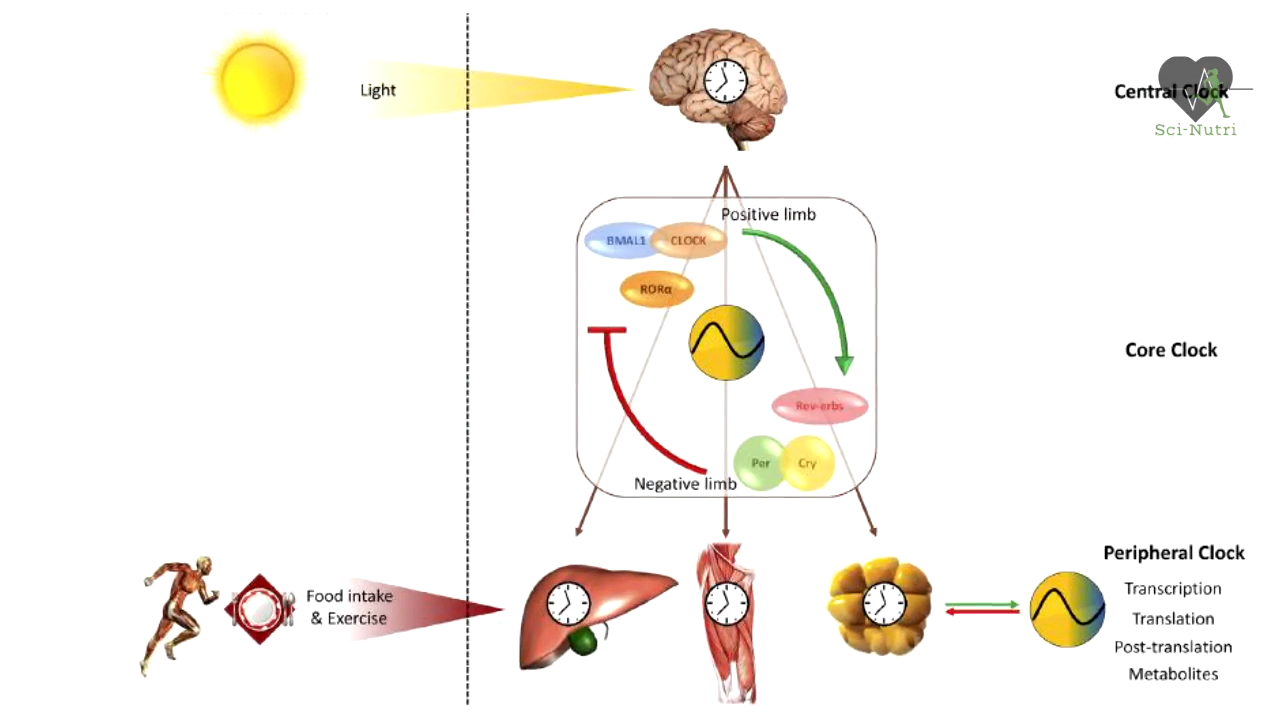 Light
Central Clock
Sci-Nutri
Positive limb
BMAL1
CLOCK
RORα
Core Clock
Rev-erbs
Per
Cry
Negative limb
Peripheral Clock
Food intake
& Exercise
Transcription
Translation
Post-translation
Metabolites